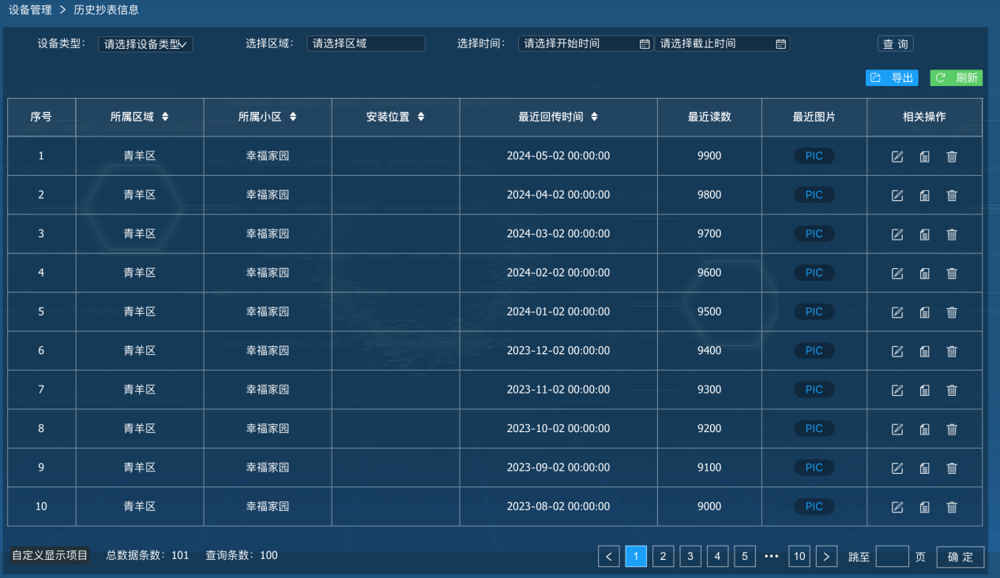 设备管理 > 历史抄表信息
设备类型： 请选择设备类型 选择区域： 请选择区域 选择时间： 请选择开始时间 请选择截止时间 查 询
导出 刷新
序号 所属区域 所属小区 安装位置 最近回传时间 最近读数 最近图片 相关操作
1 青羊区 幸福家园 2024-05-02 00:00:00 9900 PIC
2 青羊区 幸福家园 2024-04-02 00:00:00 9800 PIC
3 青羊区 幸福家园 2024-03-02 00:00:00 9700 PIC
4 青羊区 幸福家园 2024-02-02 00:00:00 9600 PIC
5 青羊区 幸福家园 2024-01-02 00:00:00 9500 PIC
6 青羊区 幸福家园 2023-12-02 00:00:00 9400 PIC
7 青羊区 幸福家园 2023-11-02 00:00:00 9300 PIC
8 青羊区 幸福家园 2023-10-02 00:00:00 9200 PIC
9 青羊区 幸福家园 2023-09-02 00:00:00 9100 PIC
10 青羊区 幸福家园 2023-08-02 00:00:00 9000 PIC
自定义显示项目 总数据条数：101 查询条数：100 < 1 2 3 4 5 ••• 10 > 跳至 页 确 定